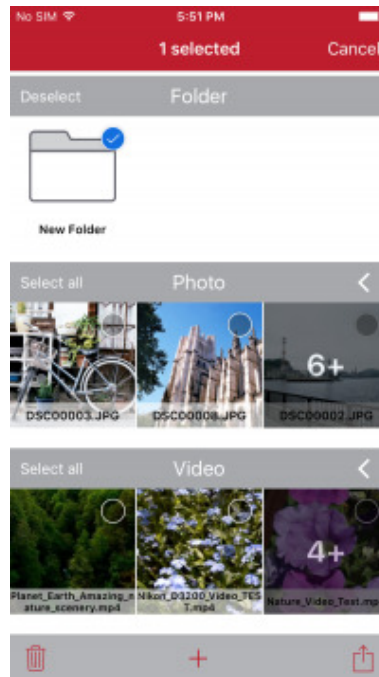 No SIM 5:51 PM
1 selected Cancel
Deselect Folder
New Folder
Select all Photo
6+
DSC00003.JPG DSC00008.JPG DSC00002.JPG
Select all Video
4+
Planet_Earth_Amazing_n
ature_scenery.mp4
Nikon_D3200_Video_TES
T.mp4
Nature_Video_Test.mp